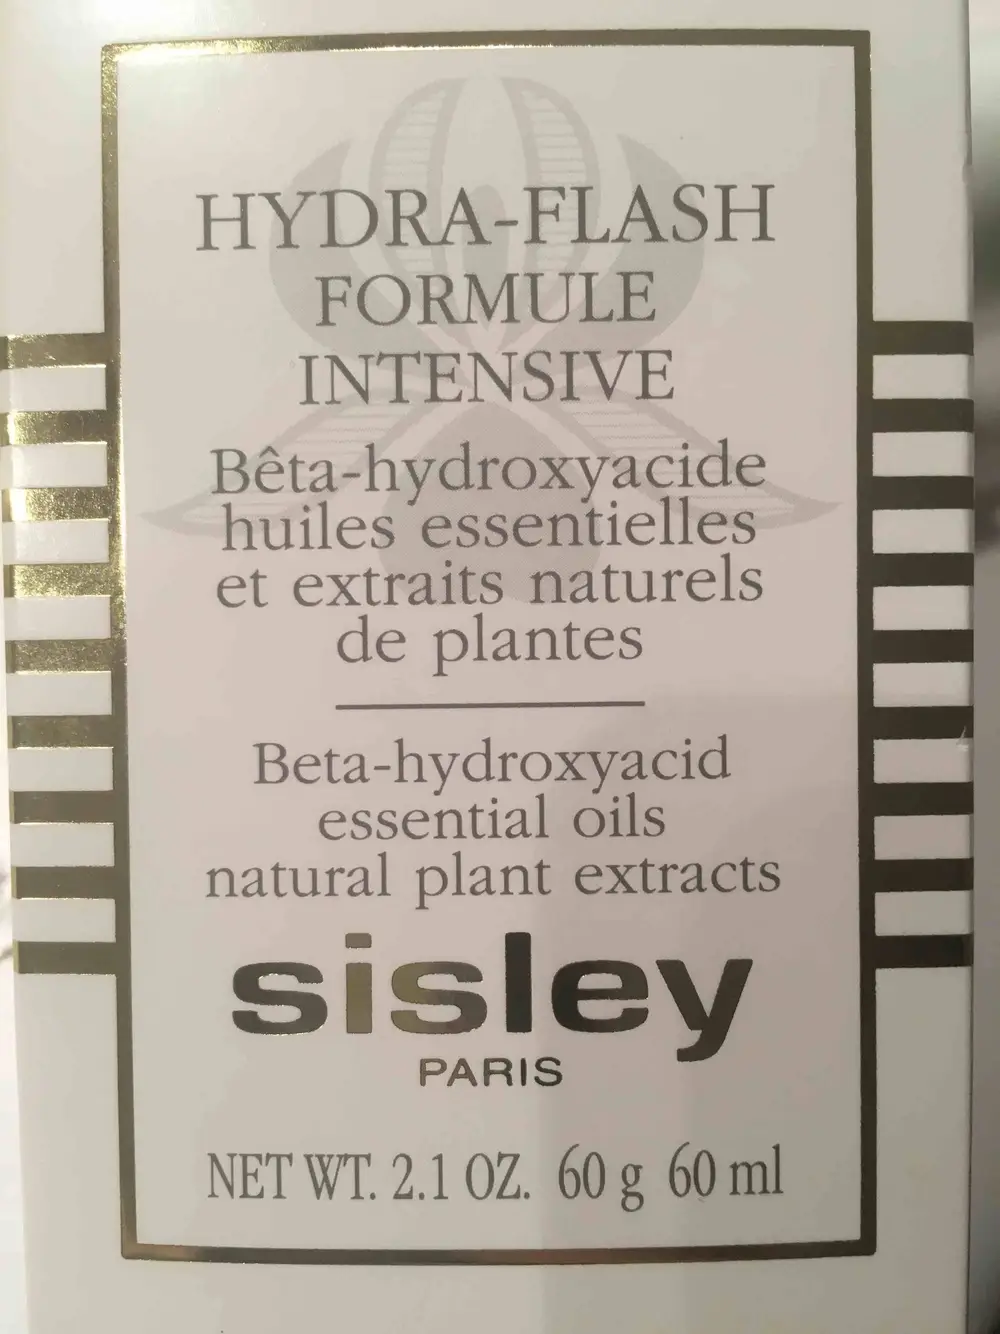 HYDRA-FLASH
FORMULE
INTENSIVE
Bêta-hydroxyacide
huiles essentielles
et extraits naturels
de plantes
Beta-hydroxyacid
essential oils
natural plant extracts
sisley
PARIS
NET WT. 2.1 OZ. 60 g 60 ml